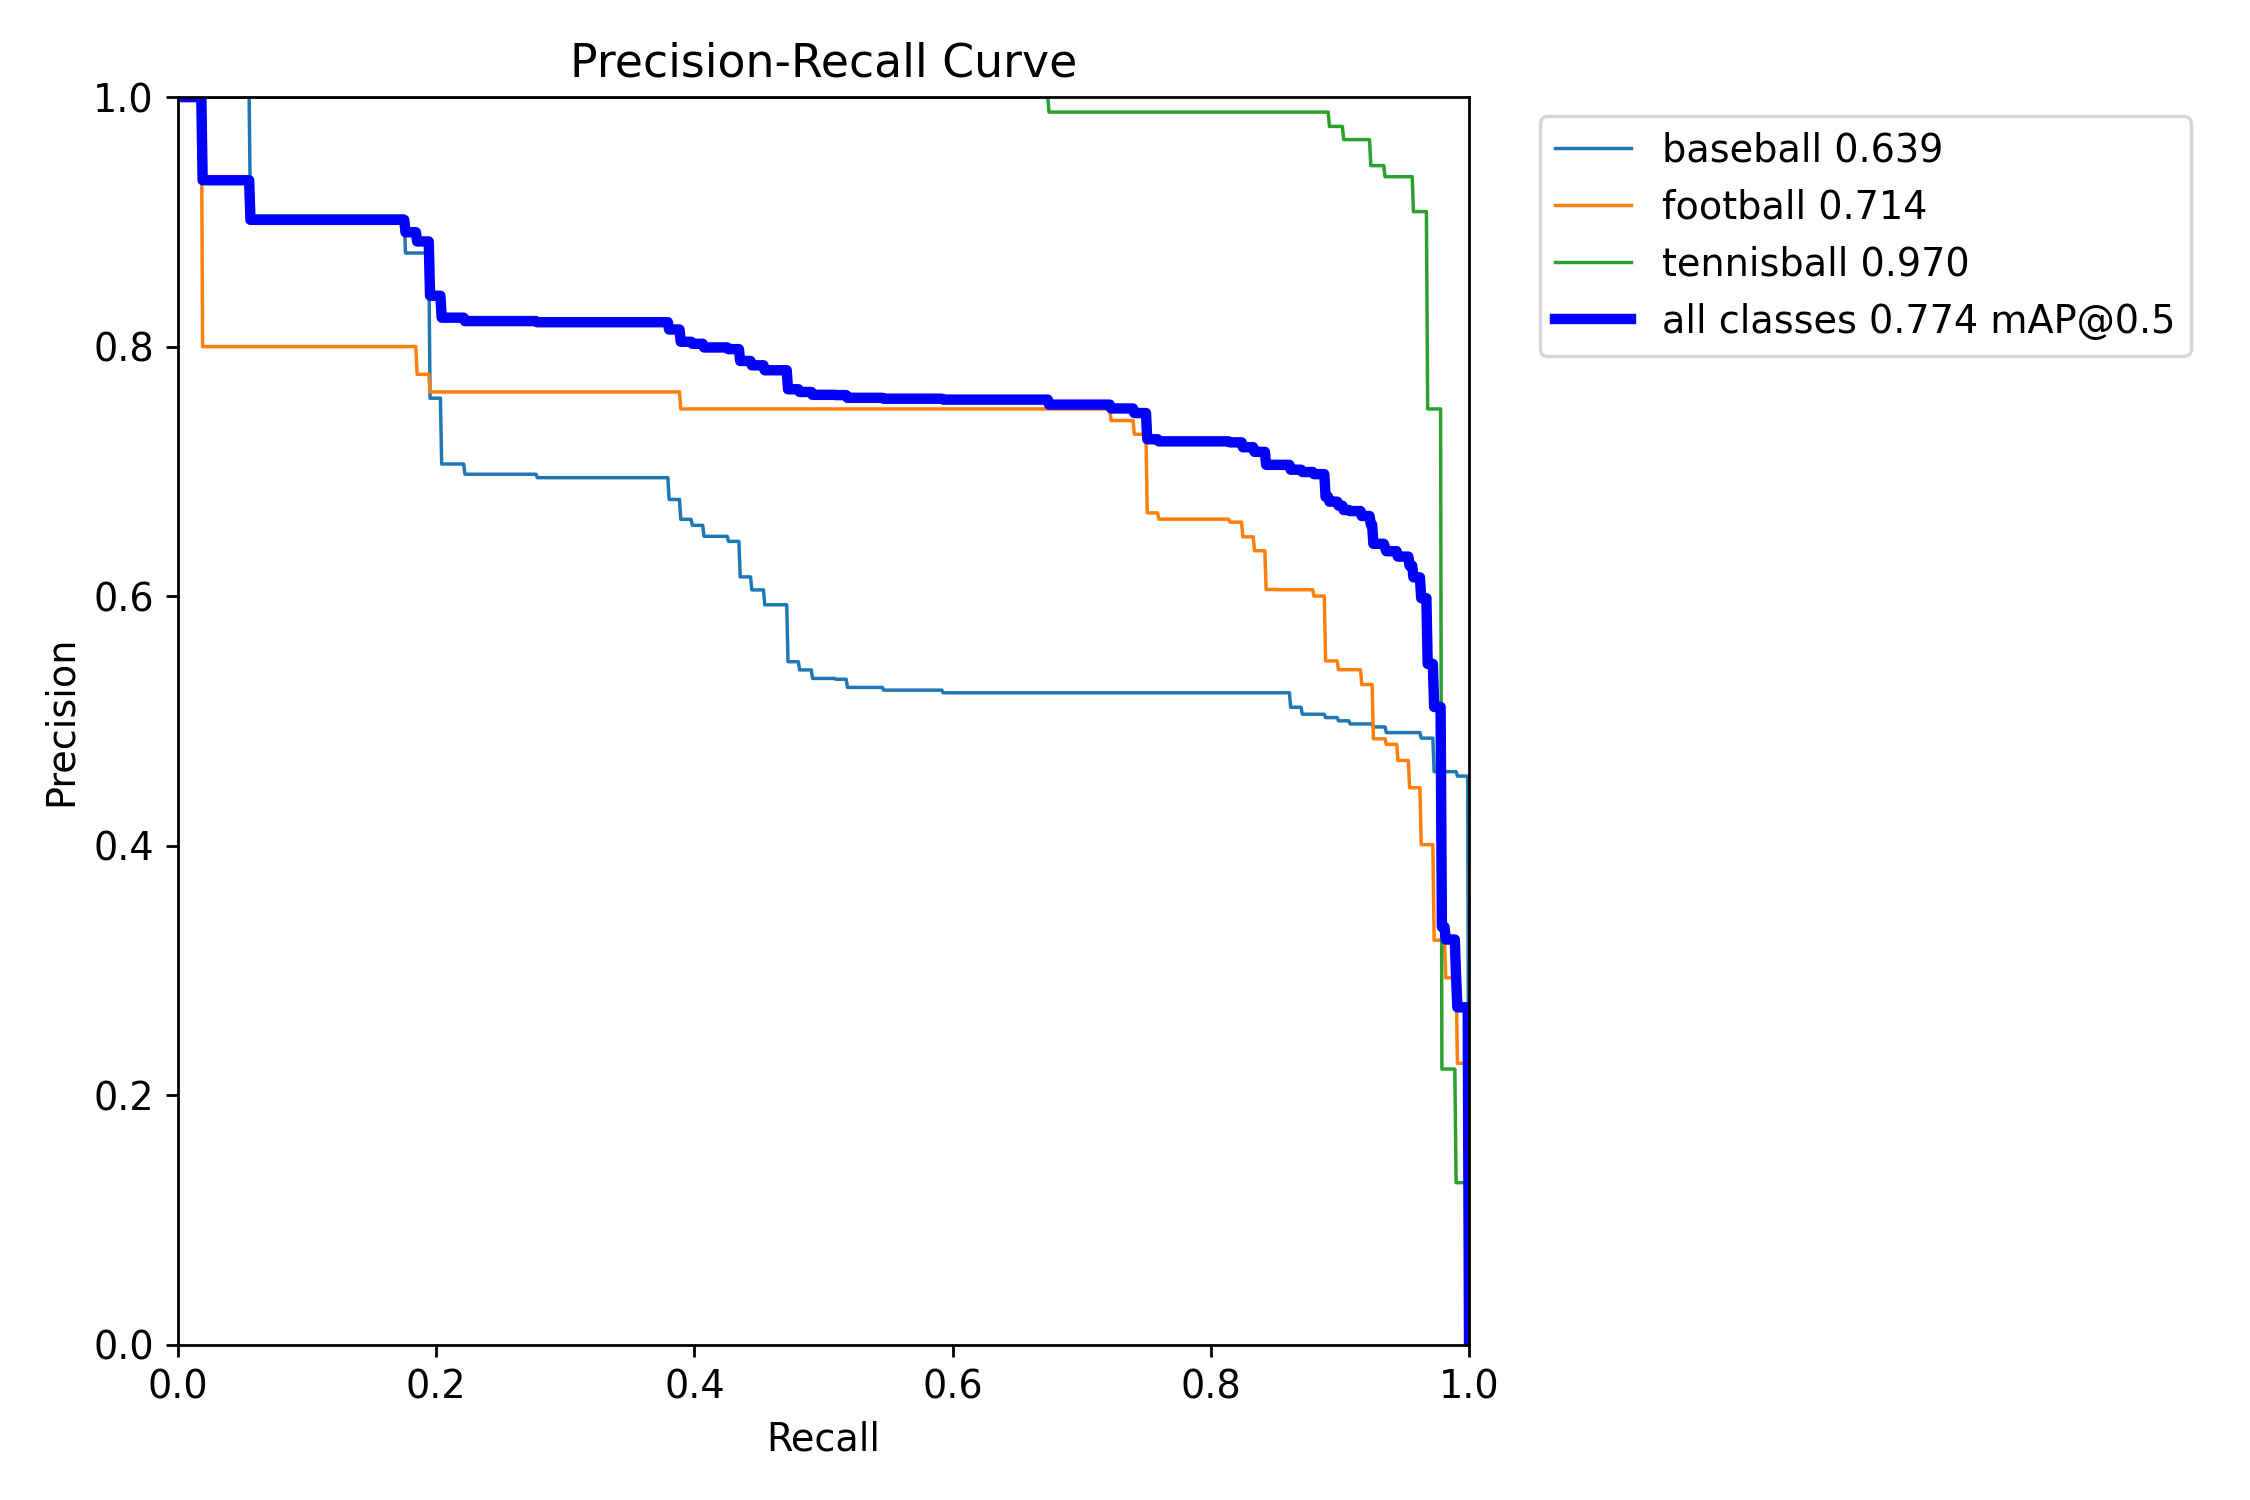 Precision-Recall Curve
1.0
0.8
0.6
0.4
0.2
0.0
Precision
0.0 0.2 0.4 0.6 0.8 1.0
Recall
baseball 0.639
football 0.714
tennisball 0.970
all classes 0.774 mAP@0.5